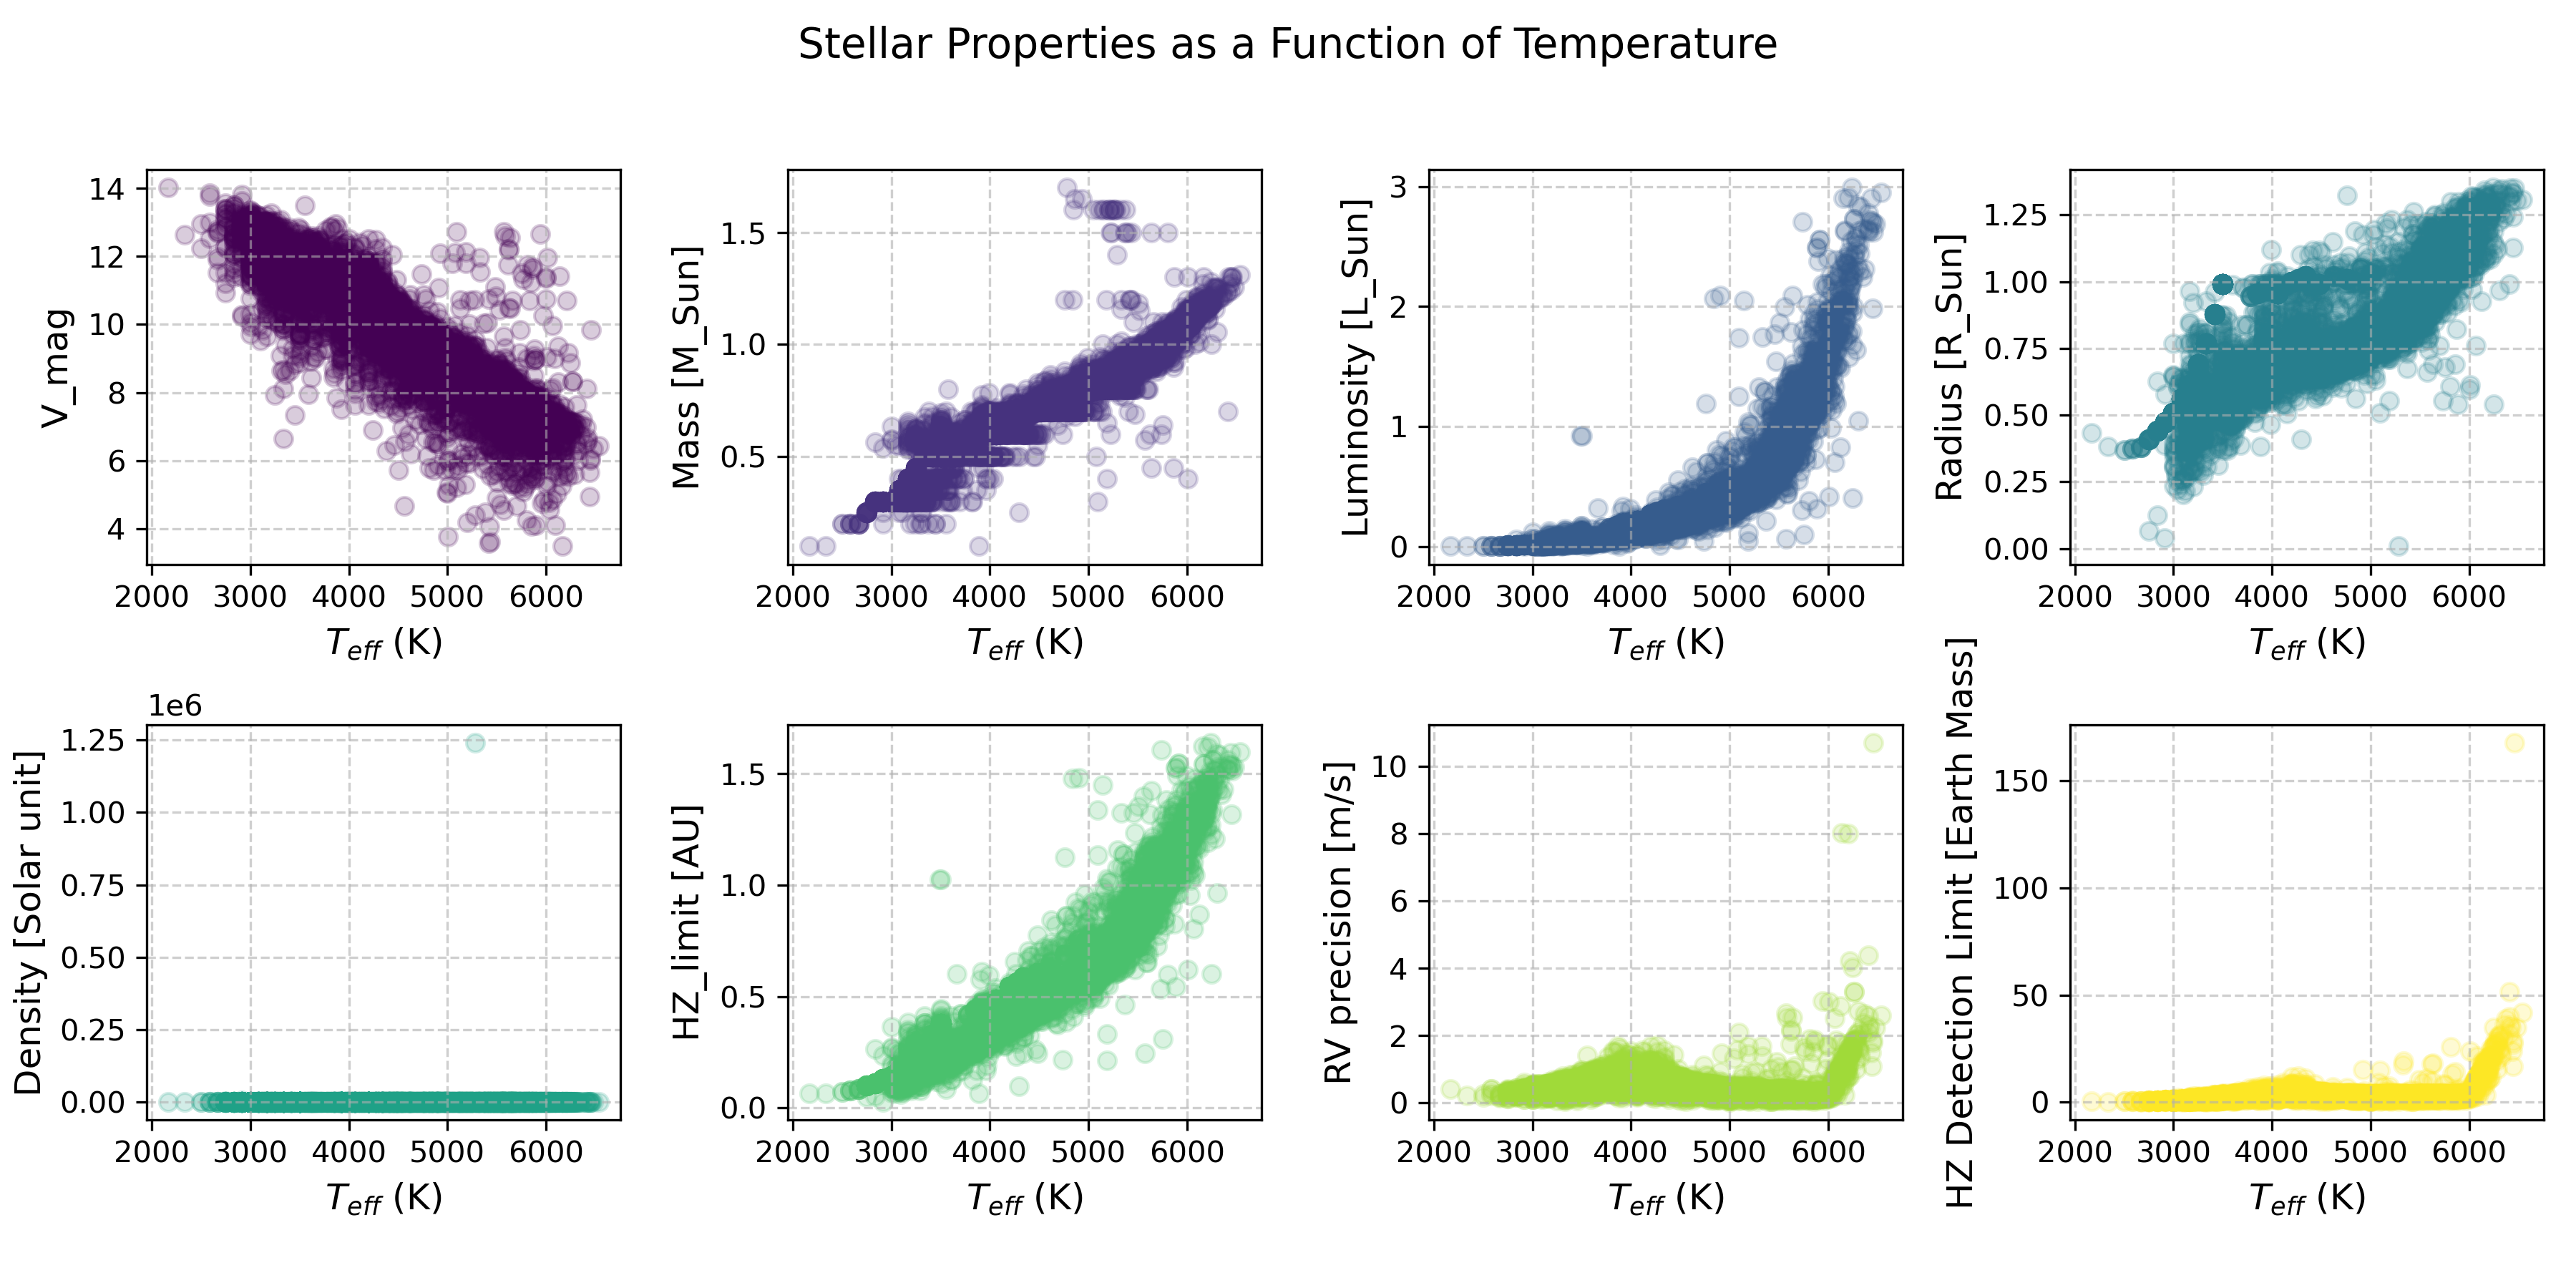 Stellar Properties as a Function of Temperature
V_mag
14
12
10
8
6
4
2000 3000 4000 5000 6000
T_eff (K)
Mass [M_Sun]
1.5
1.0
0.5
2000 3000 4000 5000 6000
T_eff (K)
Luminosity [L_Sun]
3
2
1
0
2000 3000 4000 5000 6000
T_eff (K)
Radius [R_Sun]
1.25
1.00
0.75
0.50
0.25
0.00
2000 3000 4000 5000 6000
T_eff (K)
Density [Solar unit]
1e6
1.25
1.00
0.75
0.50
0.25
0.00
2000 3000 4000 5000 6000
T_eff (K)
HZ_limit [AU]
1.5
1.0
0.5
0.0
2000 3000 4000 5000 6000
T_eff (K)
RV precision [m/s]
10
8
6
4
2
0
2000 3000 4000 5000 6000
T_eff (K)
HZ Detection Limit [Earth Mass]
150
100
50
0
2000 3000 4000 5000 6000
T_eff (K)